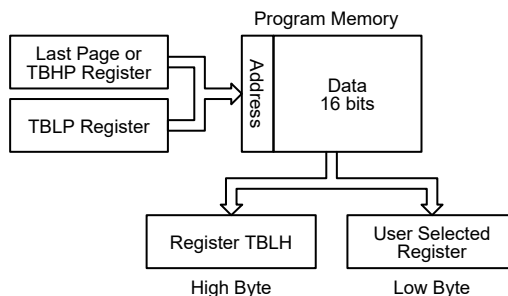 Program Memory
Last Page or
TBHP Register
TBLP Register
Address
Data
16 bits
Register TBLH
User Selected
Register
High Byte
Low Byte